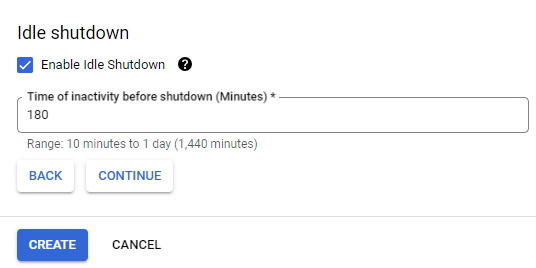 Idle shutdown
Enable Idle Shutdown ?
Time of inactivity before shutdown (Minutes) *
180
Range: 10 minutes to 1 day (1,440 minutes)
BACK CONTINUE
CREATE CANCEL